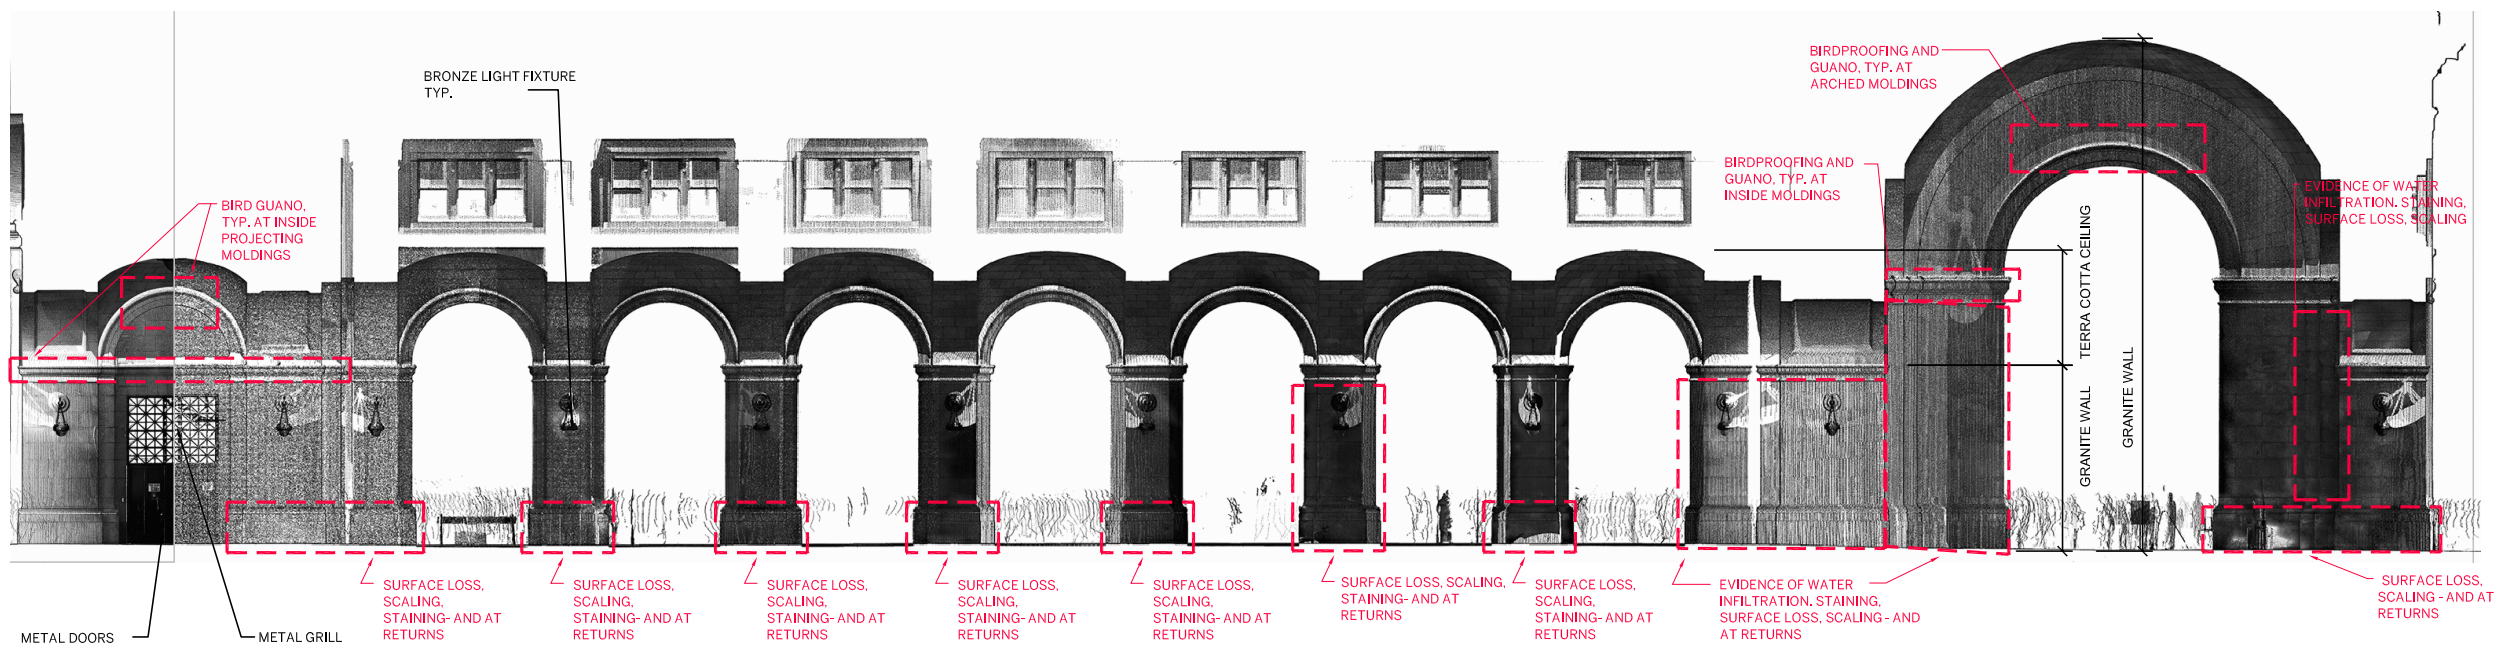 BRONZE LIGHT FIXTURE
TYP.
BIRDPROOFING AND
GUANO, TYP. AT
ARCHED MOLDINGS
BIRDPROOFING AND
GUANO, TYP. AT
INSIDE MOLDINGS
EVIDENCE OF WATER
INFILTRATION. STAINING,
SURFACE LOSS, SCALING
BIRD GUANO,
TYP. AT INSIDE
PROJECTING
MOLDINGS
TERRA COTTA CEILING
GRANITE WALL
GRANITE WALL
METAL DOORS
METAL GRILL
SURFACE LOSS,
SCALING,
STAINING- AND AT
RETURNS
SURFACE LOSS,
SCALING,
STAINING- AND AT
RETURNS
SURFACE LOSS,
SCALING,
STAINING- AND AT
RETURNS
SURFACE LOSS,
SCALING,
STAINING- AND AT
RETURNS
SURFACE LOSS,
SCALING,
STAINING- AND AT
RETURNS
SURFACE LOSS, SCALING,
STAINING- AND AT
RETURNS
SURFACE LOSS,
SCALING,
STAINING- AND AT
RETURNS
EVIDENCE OF WATER
INFILTRATION. STAINING,
SURFACE LOSS, SCALING - AND
AT RETURNS
SURFACE LOSS,
SCALING - AND AT
RETURNS